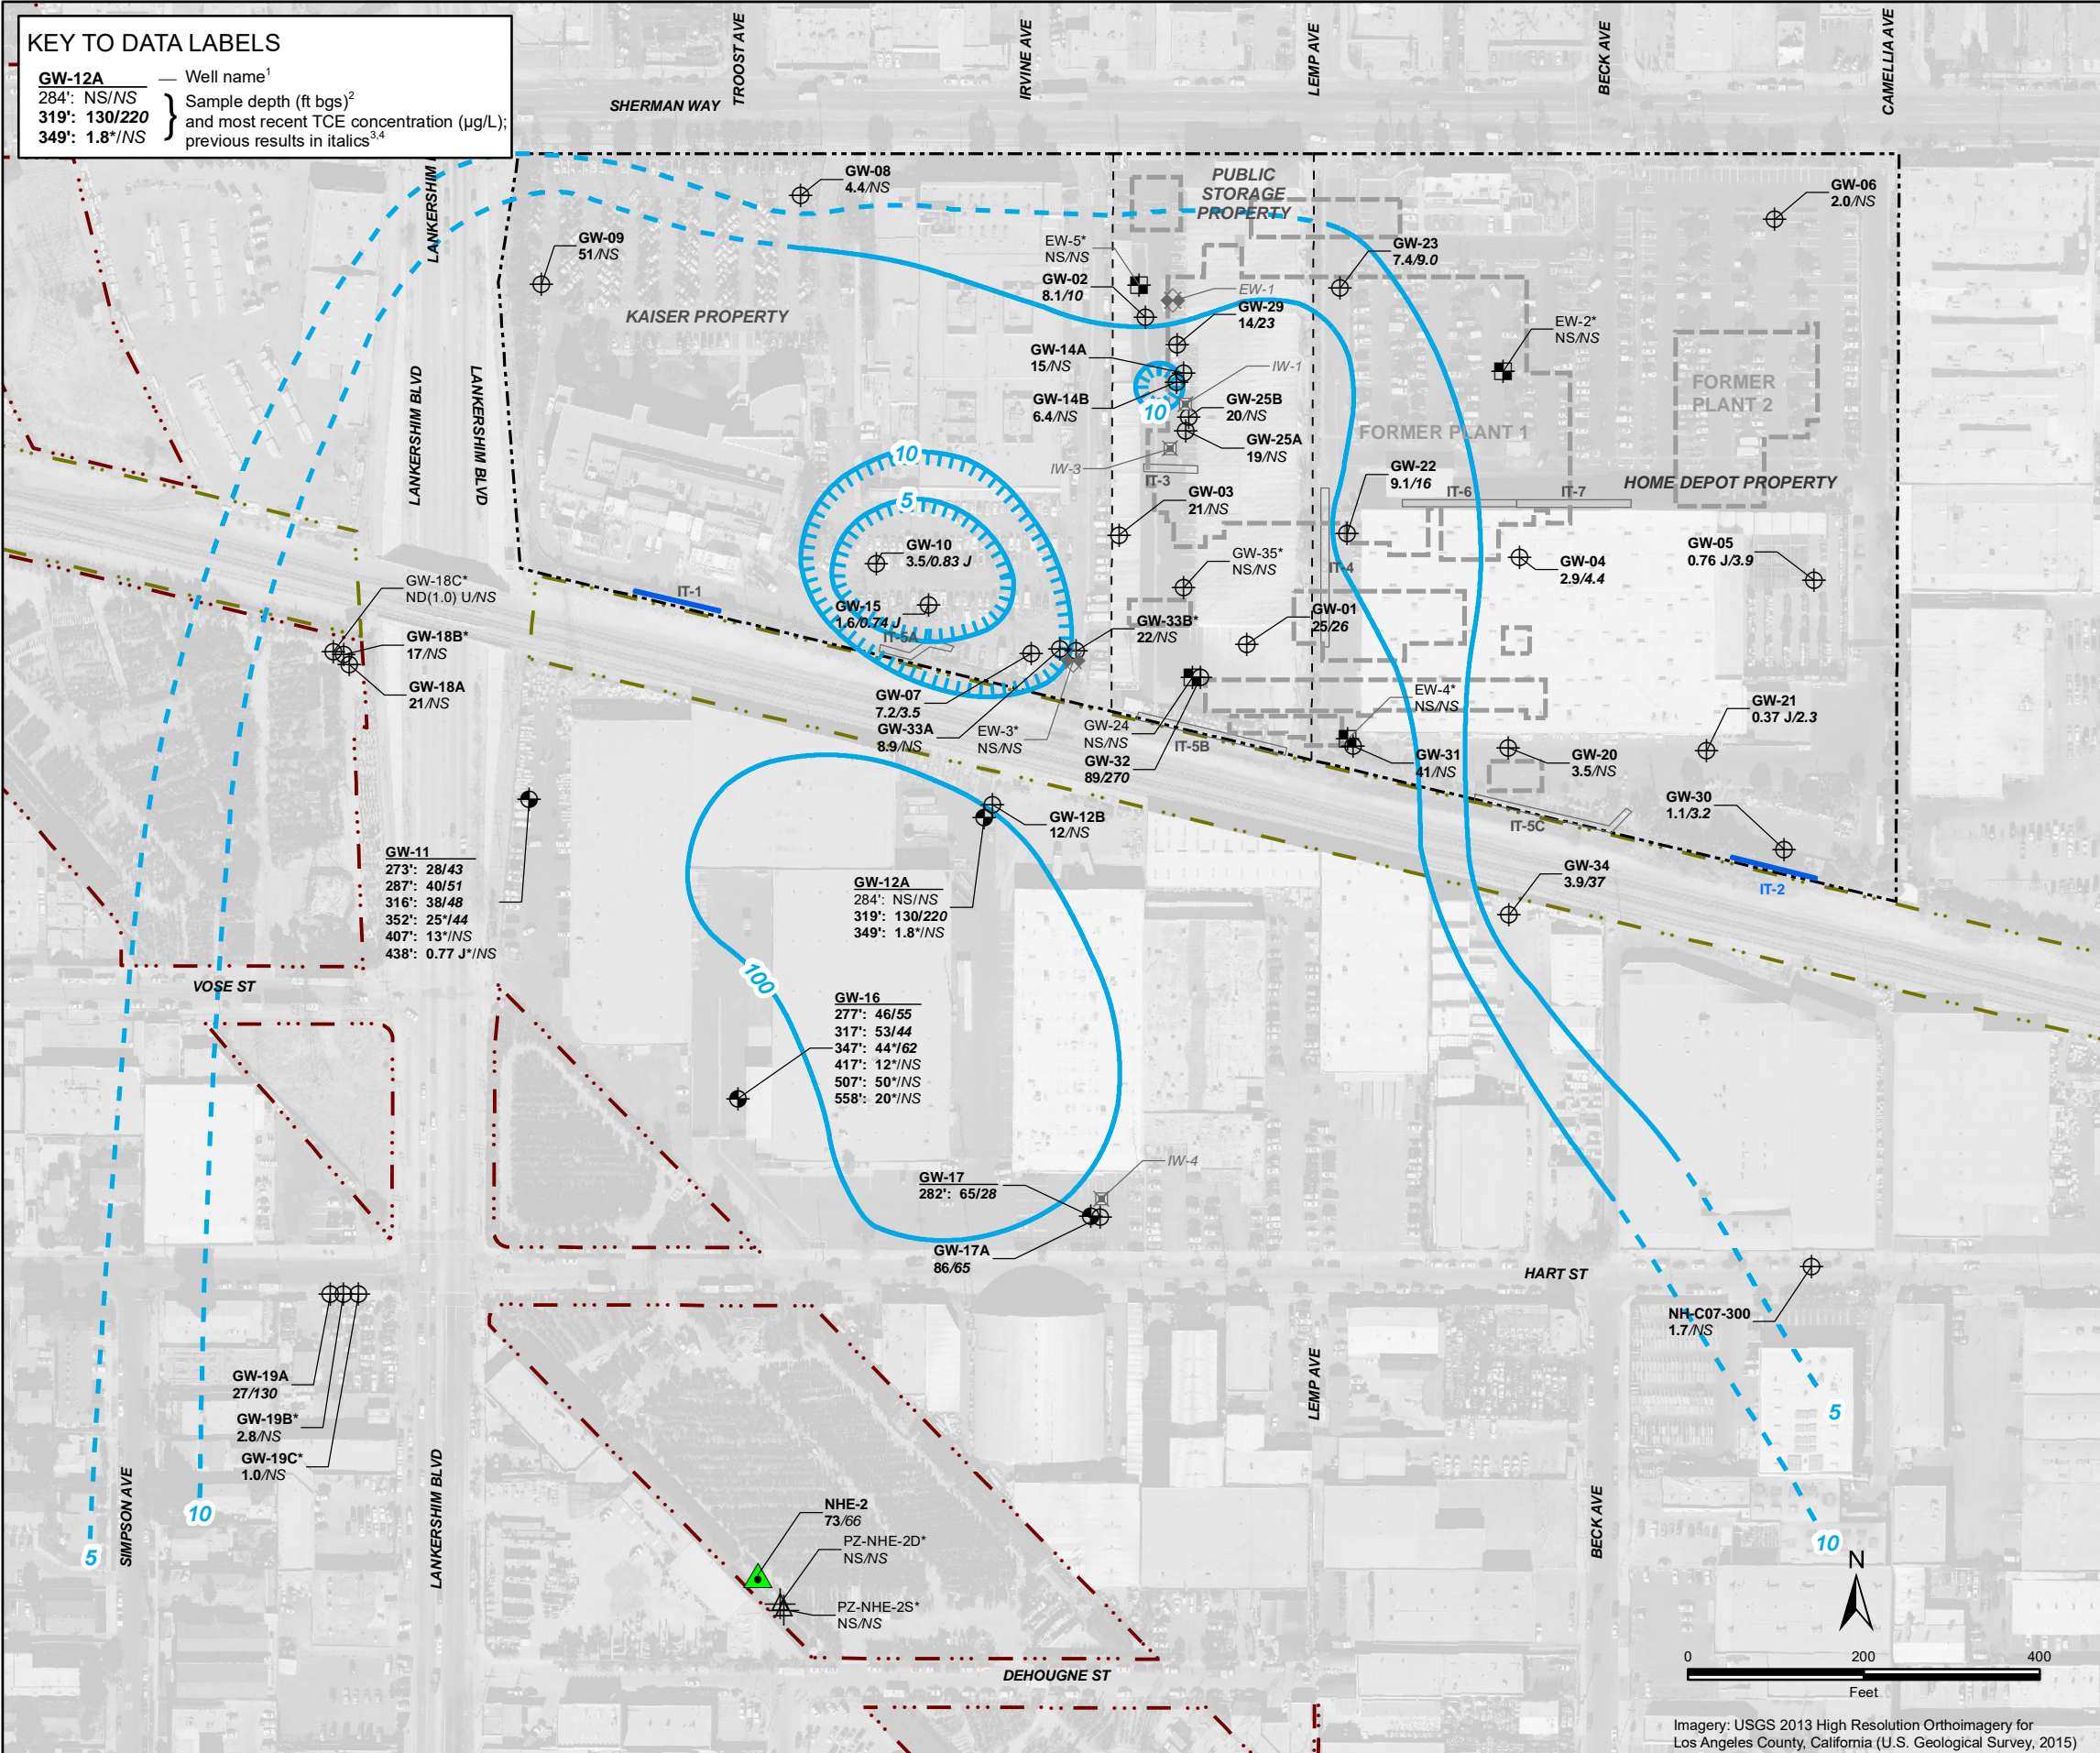 KEY TO DATA LABELS
GW-12A — Well name1
284': NS/NS
319': 130/220
349': 1.8*/NS
Sample depth (ft bgs)2
and most recent TCE concentration (µg/L);
previous results in italics3,4
TROOST AVE
IRVINE AVE
LEMP AVE
BECK AVE
CAMELLIA AVE
SHERMAN WAY
LANKERSHIM
GW-08
4.4/NS
PUBLIC
STORAGE
PROPERTY
GW-06
2.0/NS
GW-09
51/NS
EW-5*
NS/NS
GW-23
7.4/9.0
GW-02
8.1/10
EW-1
GW-29
14/23
KAISER PROPERTY
EW-2*
NS/NS
GW-14A
15/NS
IW-1
GW-14B
6.4/NS
10
GW-25B
20/NS
FORMER
PLANT 2
FORMER PLANT 1
GW-25A
19/NS
LANKERSHIM BLVD
LANKERSHIM BLVD
10
IW-3
IT-3
GW-22
9.1/16
HOME DEPOT PROPERTY
IT-6
IT-7
5
GW-03
21/NS
GW-10
3.5/0.83 J
GW-35*
NS/NS
IT-4
GW-04
2.9/4.4
GW-05
0.76 J/3.9
GW-18C*
ND(1.0) U/NS
IT-1
GW-15
1.6/0.74 J
IT-5A
GW-33B*
22/NS
GW-01
25/26
GW-18B*
17/NS
GW-18A
21/NS
GW-07
7.2/3.5
GW-33A
8.9/NS
EW-3*
NS/NS
GW-24
NS/NS
IT-5B
GW-32
89/270
EW-4*
NS/NS
GW-31
41/NS
GW-20
3.5/NS
GW-21
0.37 J/2.3
GW-30
1.1/3.2
IT-5C
IT-2
GW-12B
12/NS
GW-34
3.9/37
GW-11
273': 28/43
287': 40/51
316': 38/48
352': 25*/44
407': 13*/NS
438': 0.77 J*/NS
GW-12A
284': NS/NS
319': 130/220
349': 1.8*/NS
VOSE ST
100
GW-16
277': 46/55
317': 53/44
347': 44*/62
417': 12*/NS
507': 50*/NS
558': 20*/NS
IW-4
GW-17
282': 65/28
GW-17A
86/65
HART ST
NH-C07-300
1.7/NS
GW-19A
27/130
GW-19B*
2.8/NS
GW-19C*
1.0/NS
LEMP AVE
5
SIMPSON AVE
LANKERSHIM BLVD
BECK AVE
10
5
10
NHE-2
73/66
PZ-NHE-2D*
NS/NS
PZ-NHE-2S*
NS/NS
N
DEHOUGNE ST
0 200 400
Feet
Imagery: USGS 2013 High Resolution Orthoimagery for
Los Angeles County, California (U.S. Geological Survey, 2015)